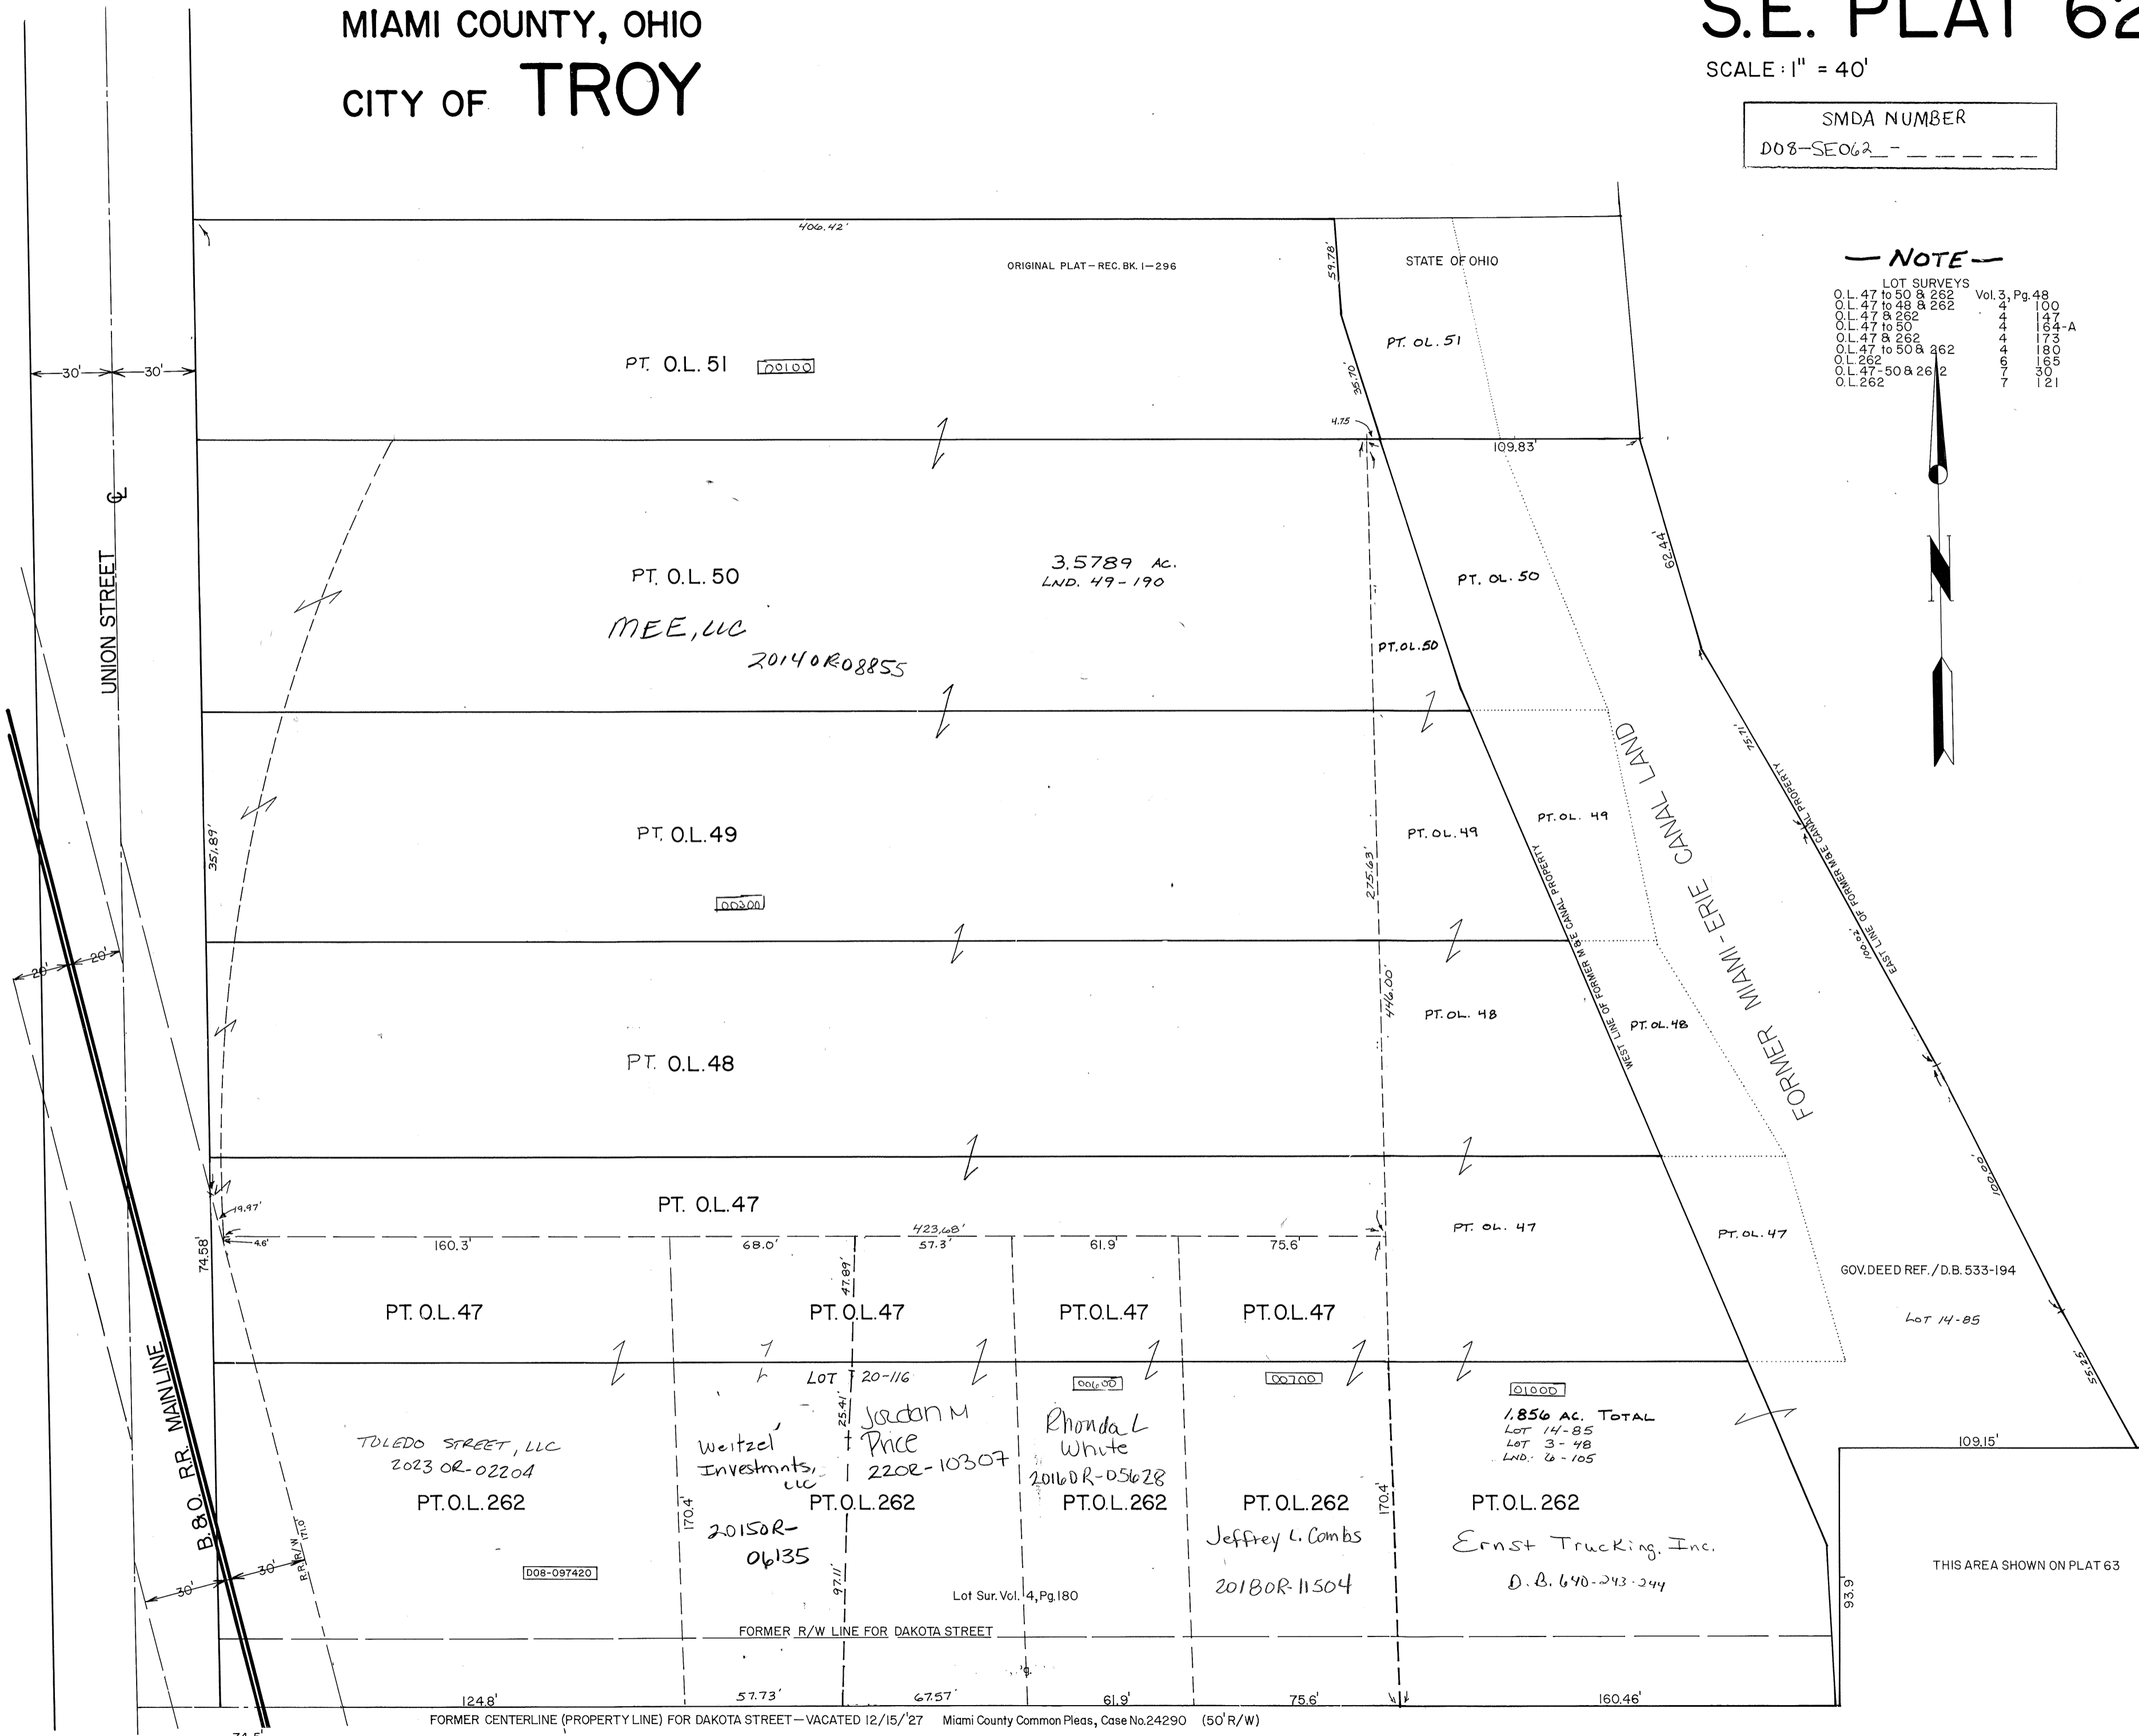 MIAMI COUNTY, OHIO
CITY OF TROY
S.E. PLAT 62
SCALE: 1" = 40'
SMDA NUMBER
D08-SE062__-_ _ _ _ _
— NOTE —
LOT SURVEYS
O.L. 47 to 50 & 262 Vol. 3, Pg. 48
O.L. 47 to 48 & 262 4 100
O.L. 47 & 262 4 147
O.L. 47 to 50 4 164-A
O.L. 47 & 262 4 173
O.L. 47 to 50 & 262 4 180
O.L. 262 6 165
O.L. 47-50 & 262 7 30
O.L. 262 7 121
N
406.42'
ORIGINAL PLAT-REC. BK. 1-296
59.78'
STATE OF OHIO
PT. O.L. 51
00100
PT. OL. 51
35.70'
4.75
109.83'
30'
30'
UNION STREET
CL
PT. O.L. 50
3.5789 AC.
LND. 49-190
MEE, LLC
2014OR-08855
PT. OL. 50
PT. OL. 50
62.44'
75.71'
PT. O.L. 49
00300
351.89'
275.63'
PT. OL. 49
PT. OL. 49
WEST LINE OF FORMER M&E CANAL PROPERTY
FORMER MIAMI-ERIE CANAL LAND
EAST LINE OF FORMER M&E CANAL PROPERTY
100.02'
20'
20'
446.00'
PT. O.L. 48
PT. OL. 48
PT. OL. 48
100.00'
PT. O.L. 47
19.97'
4.6'
423.68'
160.3'
68.0'
57.3'
61.9'
75.6'
PT. OL. 47
PT. OL. 47
74.58'
47.89'
GOV. DEED REF./D.B. 533-194
LOT 14-85
PT. O.L. 47
PT. O.L. 47
PT. O.L. 47
PT. O.L. 47
55.25'
B.&O. R.R. MAINLINE
LOT 20-116
00600
00700
01000
25.41'
1.856 AC. TOTAL
LOT 14-85
LOT 3-48
LND. 6-105
109.15'
TOLEDO STREET, LLC
2023 OR-02204
Weitzel
Investmnts,
LLC
Jordan M
Price
22OR-10307
Rhonda L
White
2016OR-05628
PT. O.L. 262
PT. O.L. 262
PT. O.L. 262
PT. O.L. 262
PT. O.L. 262
170.4'
170.4'
2015OR-
06135
Jeffrey L. Combs
2018OR-11504
Ernst Trucking, Inc.
D.B. 640-243-244
R.R. R/W
171.0'
D08-097420
30'
30'
97.11'
Lot Sur. Vol. 4, Pg. 180
THIS AREA SHOWN ON PLAT 63
93.9'
FORMER R/W LINE FOR DAKOTA STREET
124.8'
57.73'
67.57'
61.9'
75.6'
160.46'
FORMER CENTERLINE (PROPERTY LINE) FOR DAKOTA STREET-VACATED 12/15/'27 Miami County Common Pleas, Case No. 24290 (50' R/W)
74.5'